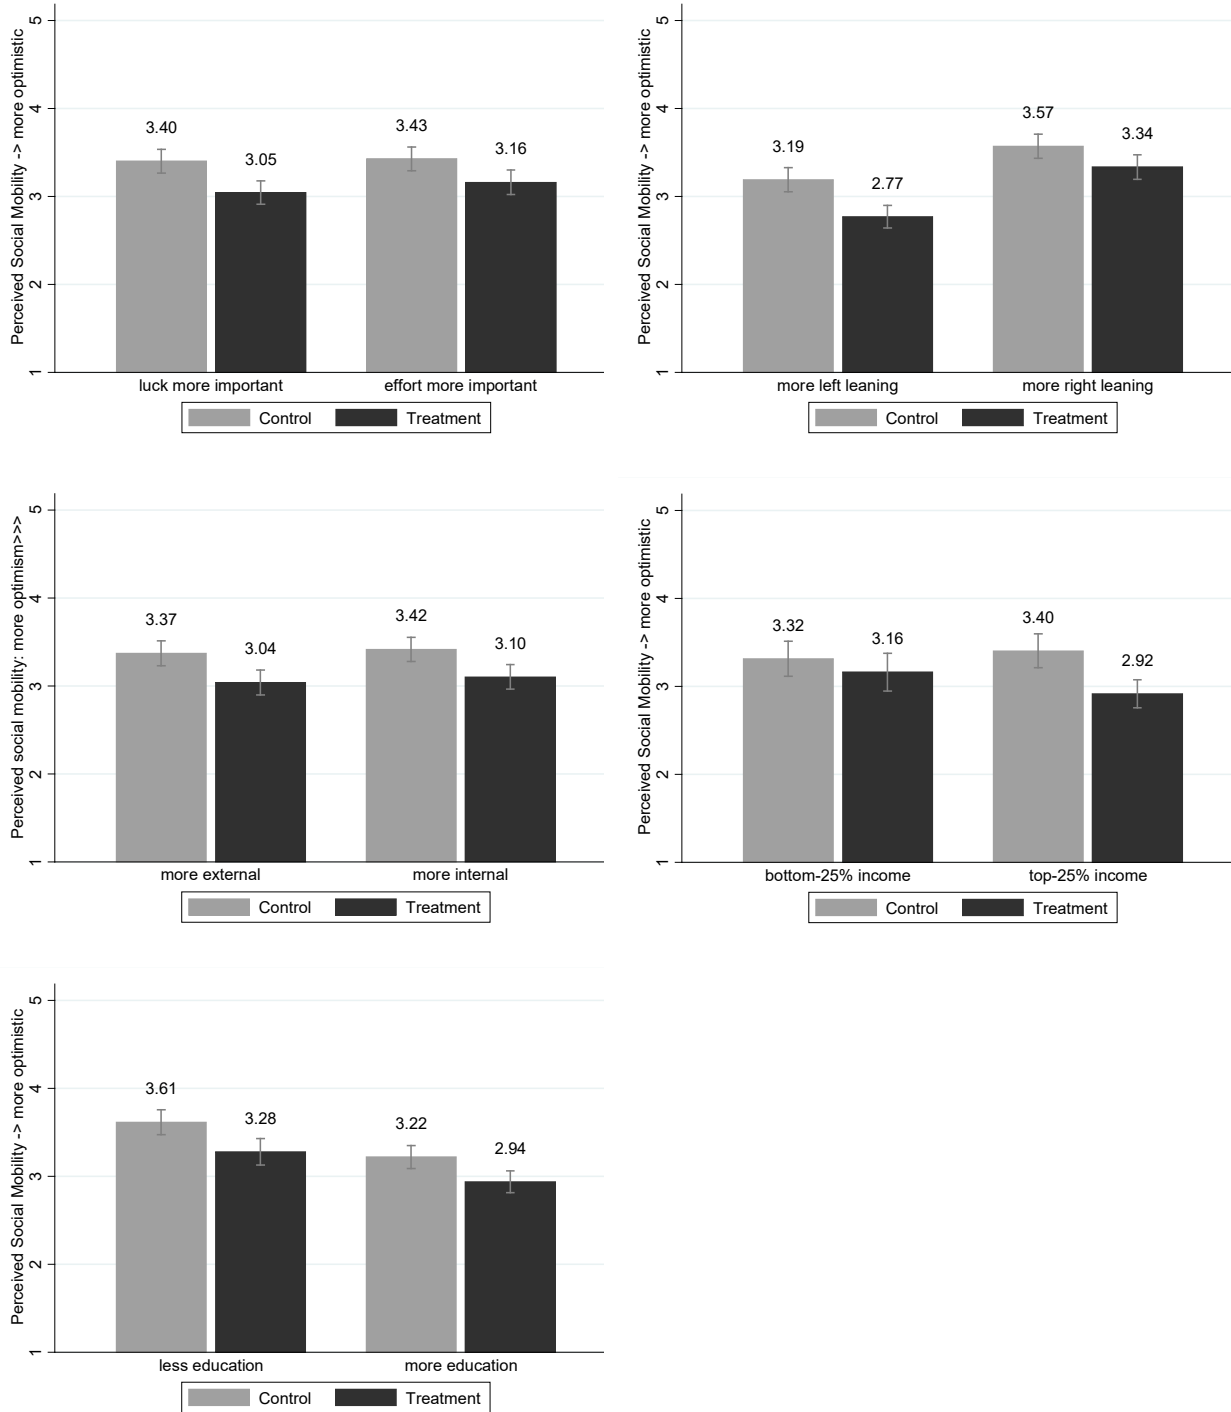 Perceived Social Mobility -> more optimistic
5
4
3
2
1
3.40
3.05
3.43
3.16
luck more important
effort more important
Control
Treatment
Perceived Social Mobility -> more optimistic
5
4
3
2
1
3.19
2.77
3.57
3.34
more left leaning
more right leaning
Control
Treatment
Perceived social mobility: more optimism>>>
5
4
3
2
1
3.37
3.04
3.42
3.10
more external
more internal
Control
Treatment
Perceived Social Mobility -> more optimistic
5
4
3
2
1
3.32
3.16
3.40
2.92
bottom-25% income
top-25% income
Control
Treatment
Perceived Social Mobility -> more optimistic
5
4
3
2
1
3.61
3.28
3.22
2.94
less education
more education
Control
Treatment